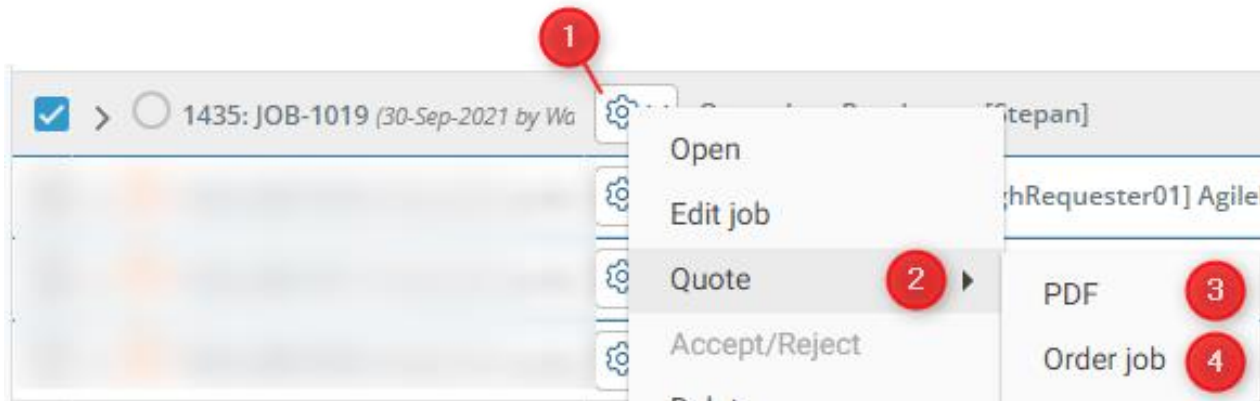 1
1435: JOB-1019 (30-Sep-2021 by Wa
Stepan]
Open
hRequester01] Agile
Edit job
Quote 2
PDF 3
Accept/Reject
Order job 4